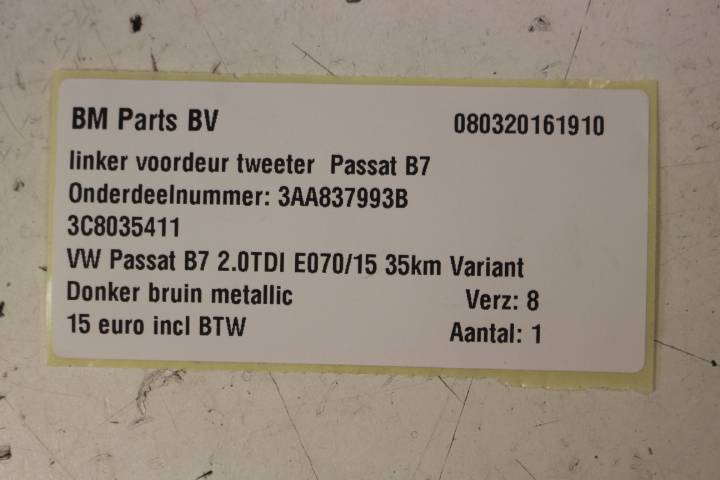 BM Parts BV 080320161910
linker voordeur tweeter Passat B7
Onderdeelnummer: 3AA837993B
3C8035411
VW Passat B7 2.0TDI E070/15 35km Variant
Donker bruin metallic Verz: 8
15 euro incl BTW Aantal: 1